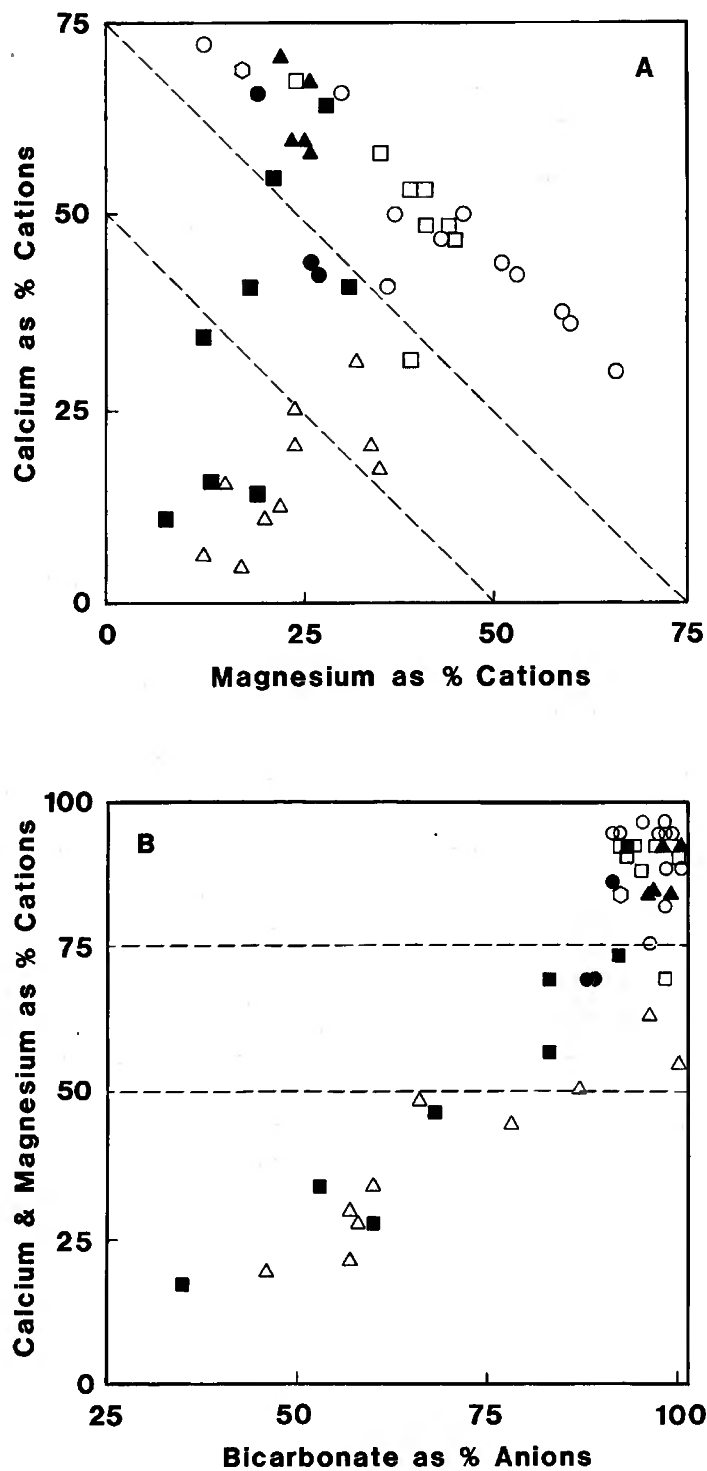 75
A
50
25
0
Calcium as % Cations
0 25 50 75
Magnesium as % Cations
100
B
75
50
25
0
Calcium & Magnesium as % Cations
25 50 75 100
Bicarbonate as % Anions